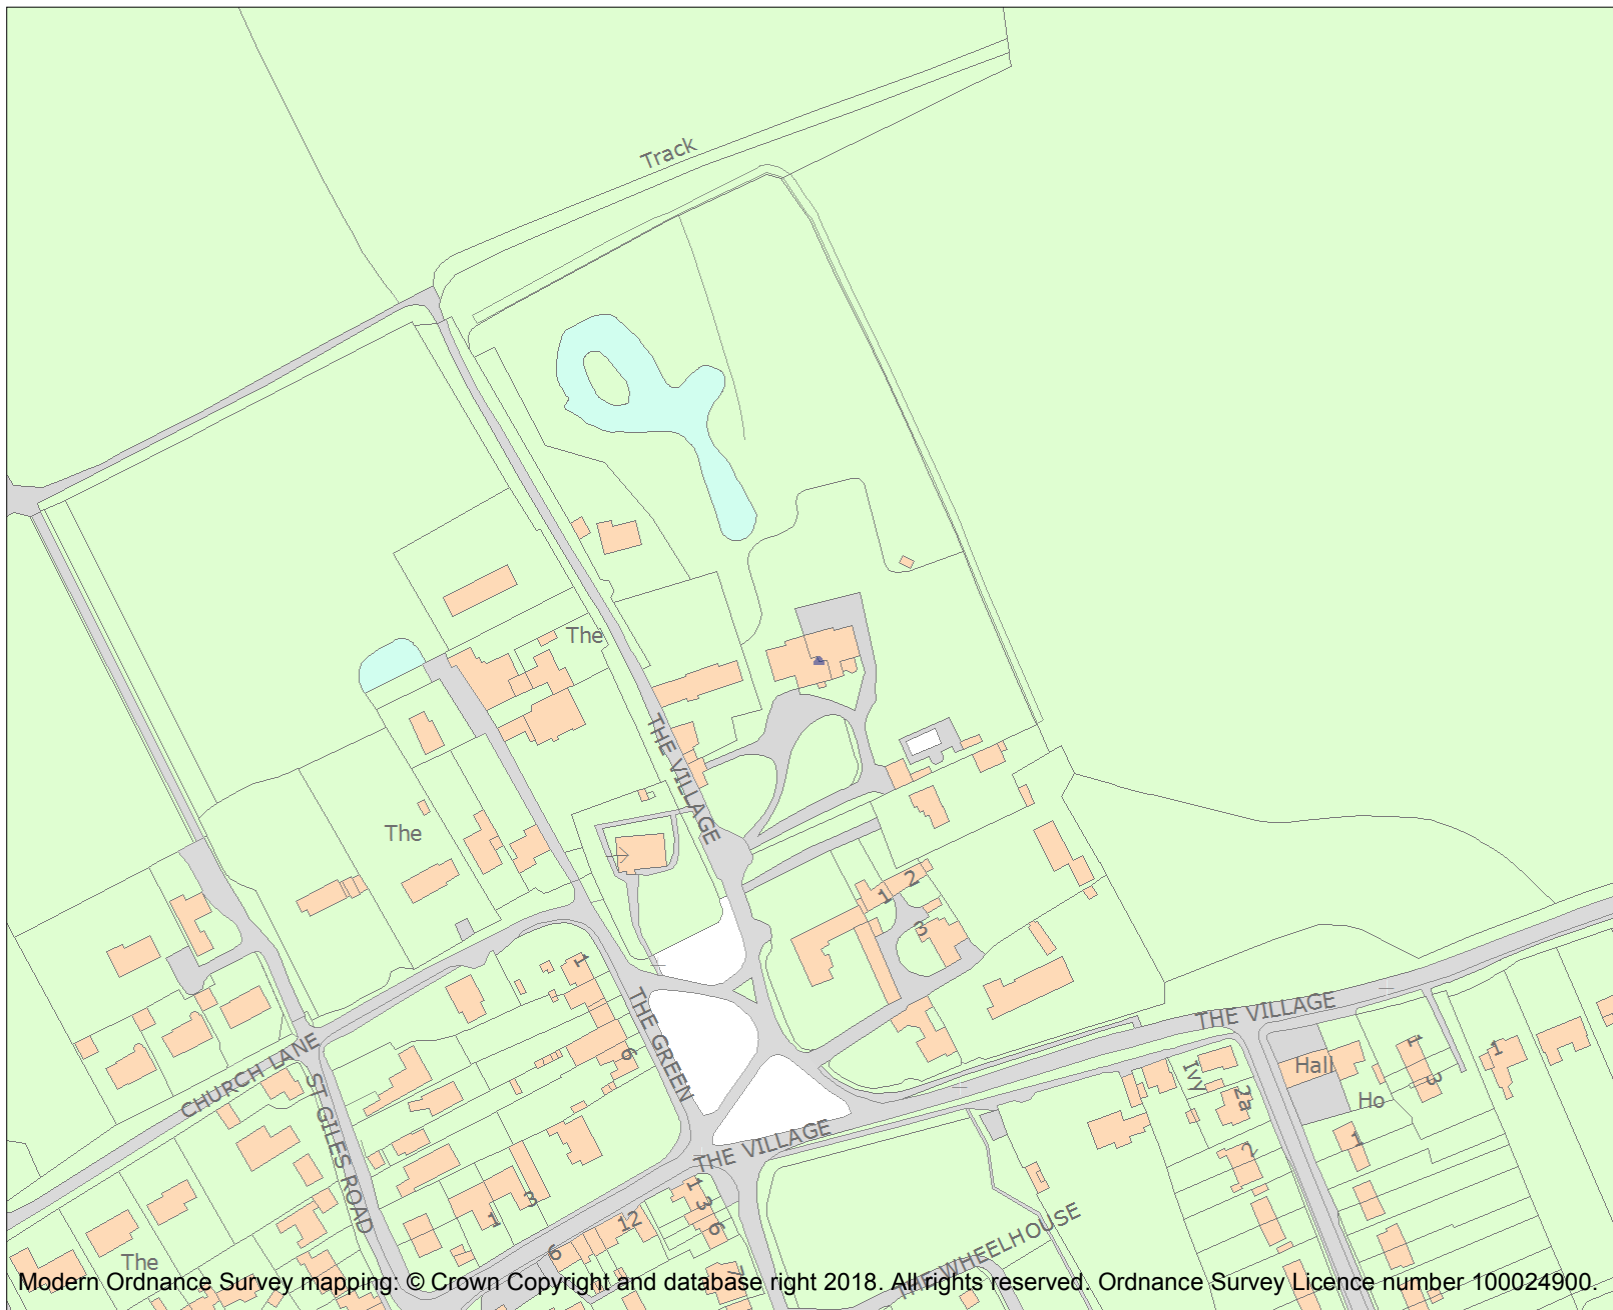 Track
The
THE VILLAGE
The
1
2
3
1
6
THE GREEN
CHURCH LANE
ST GILES ROAD
THE VILLAGE
THE VILLAGE
Hall
Ho
Ivy
2a
2
1
3
1
1
1
3
6
12
1
3
6
7
The
THE WHEELHOUSE
Modern Ordnance Survey mapping: © Crown Copyright and database right 2018. All rights reserved. Ordnance Survey Licence number 100024900.